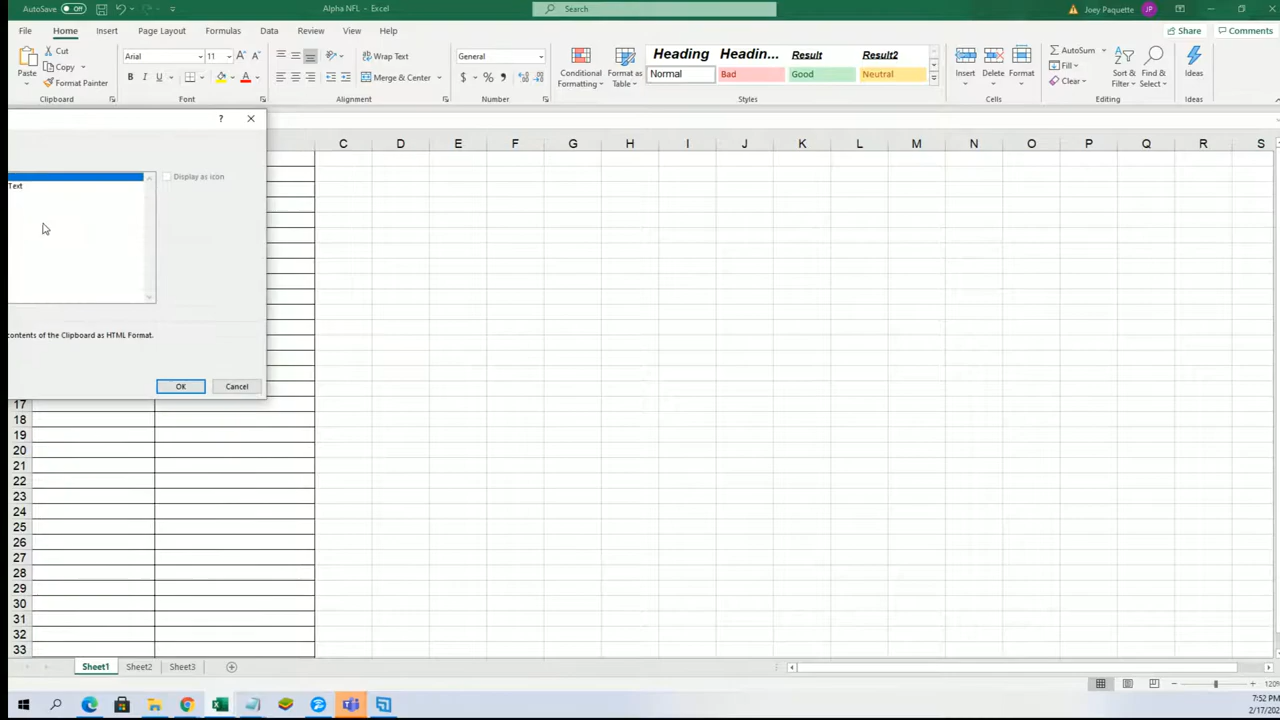 AutoSave Off Alpha NFL - Excel Search Joey Paquette JP
File Home Insert Page Layout Formulas Data Review View Help Share Comments
Paste Cut Copy Format Painter Clipboard
Arial 11 B I U Font
Wrap Text Merge & Center Alignment
General $ % Number
Conditional Formatting Format as Table
Heading Headin... Result Result2
Normal Bad Good Neutral
Styles
Insert Delete Format Cells
AutoSum Fill Clear Sort & Filter Find & Select Editing
Ideas Ideas
? 
Display as icon
Text
contents of the Clipboard as HTML Format.
OK Cancel
C D E F G H I J K L M N O P Q R S
17
18
19
20
21
22
23
24
25
26
27
28
29
30
31
32
33
Sheet1 Sheet2 Sheet3
120%
7:52 PM
2/17/202